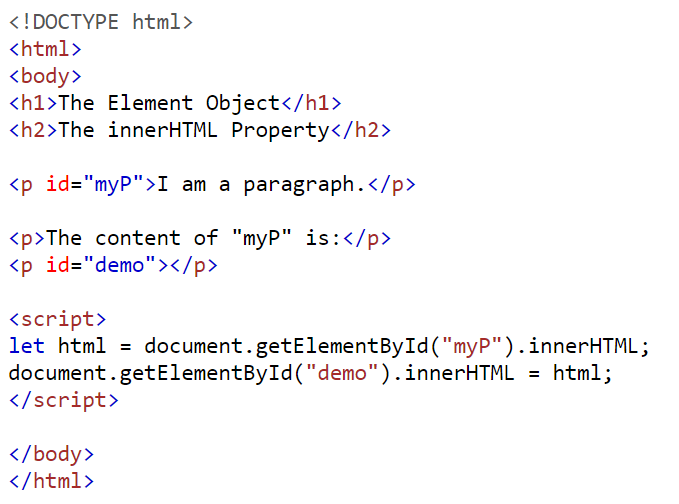 <!DOCTYPE html>
<html>
<body>
<h1>The Element Object</h1>
<h2>The innerHTML Property</h2>
<p id="myP">I am a paragraph.</p>
<p>The content of "myP" is:</p>
<p id="demo"></p>
<script>
let html = document.getElementById("myP").innerHTML;
document.getElementById("demo").innerHTML = html;
</script>
</body>
</html>